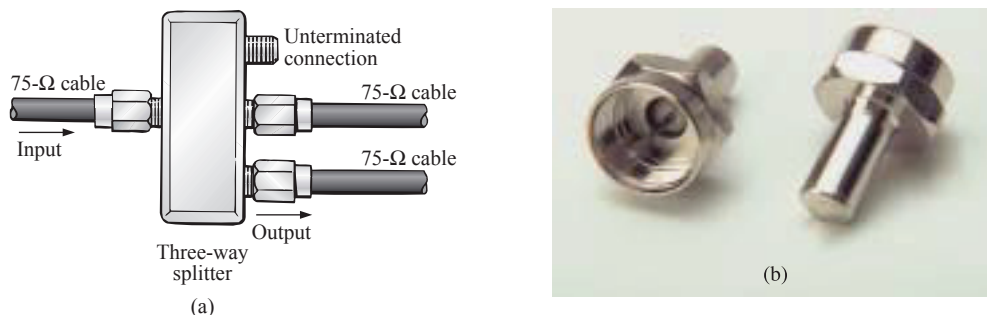 Unterminated
connection
75-Ω cable
75-Ω cable
Input
75-Ω cable
Output
Three-way
splitter
(a)
(b)